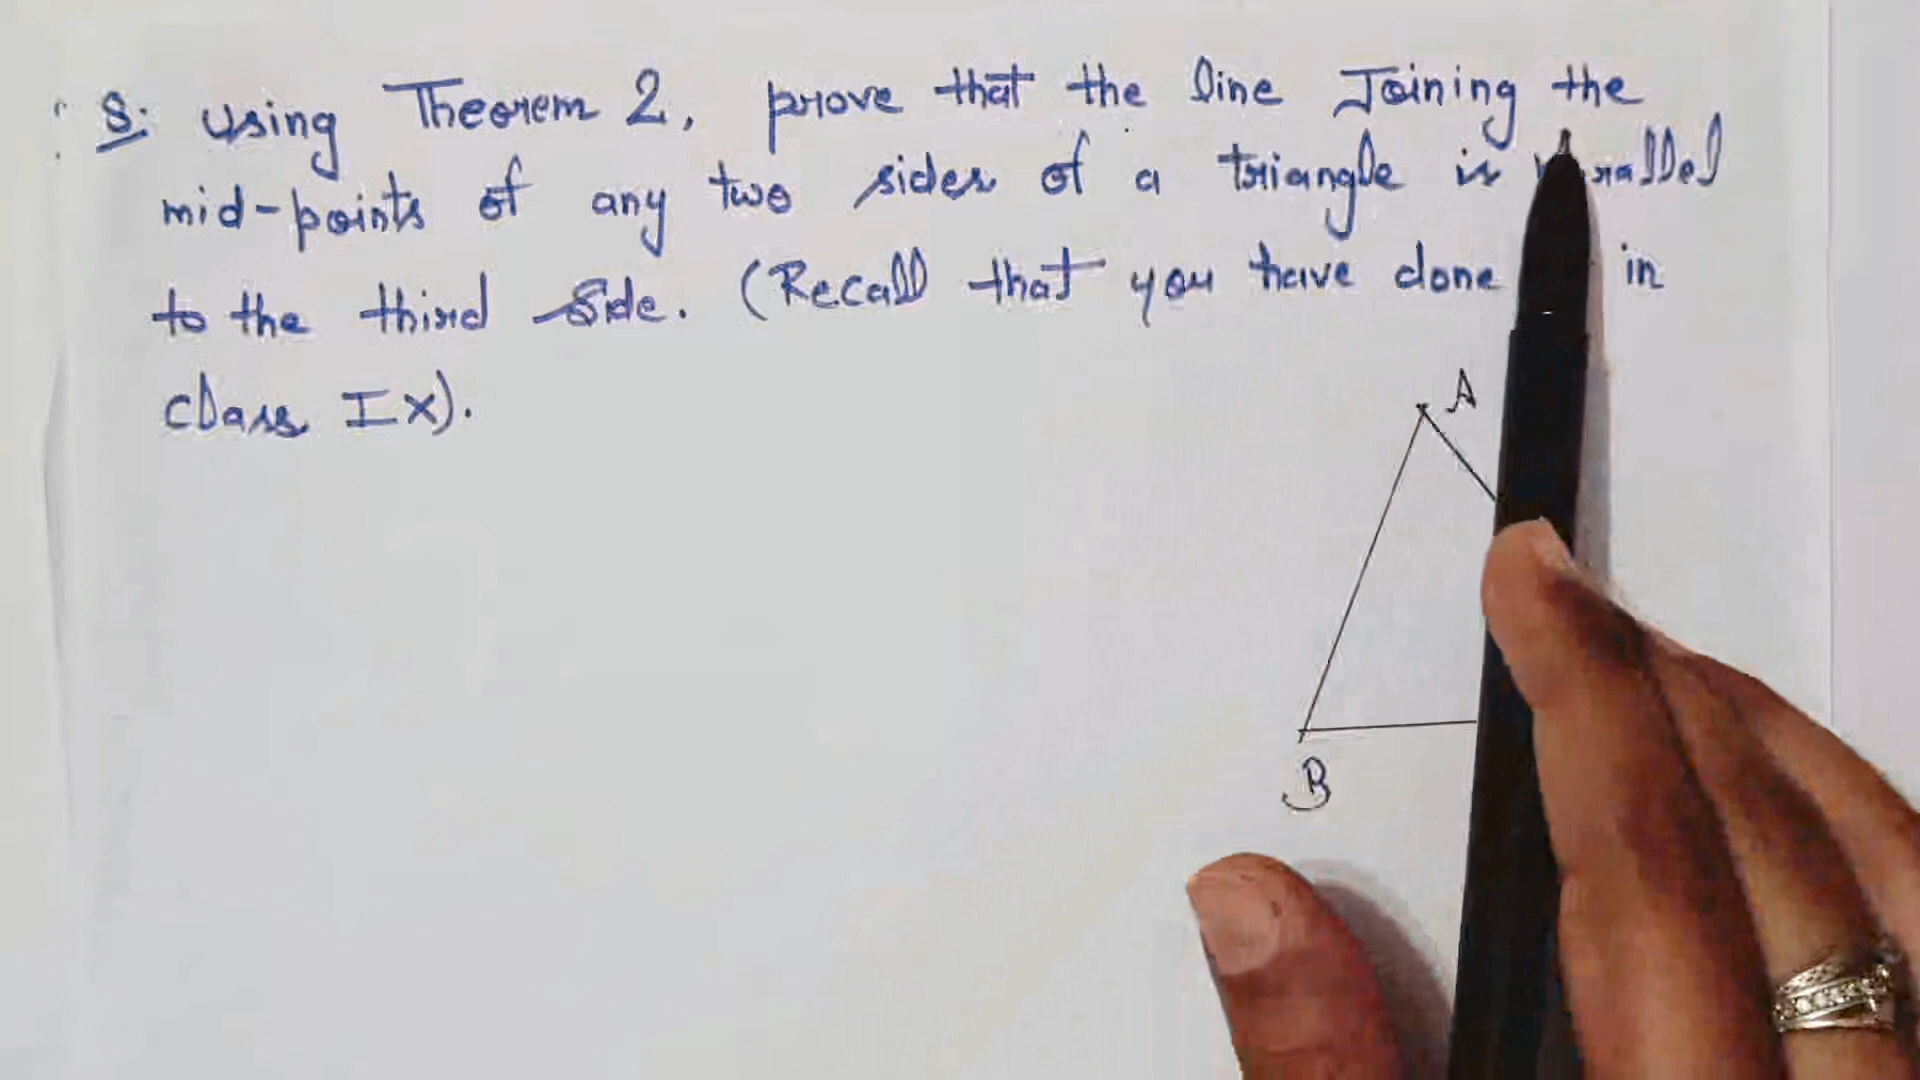 8. Using Theorem 2, prove that the line Joining the
mid-points of any two sides of a triangle is
to the third side. (Recall that you have done in
class IX).
A
B